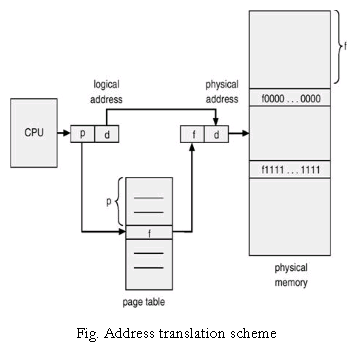 logical
address
physical
address
f
CPU
p d
f d
f0000 ... 0000
f1111 ... 1111
p
f
page table
physical
memory
Fig. Address translation scheme